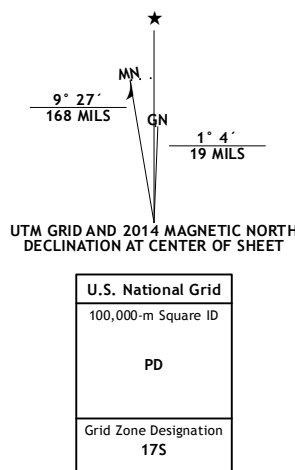 ★
MN
GN
9° 27´
168 MILS
1° 4´
19 MILS
UTM GRID AND 2014 MAGNETIC NORTH
DECLINATION AT CENTER OF SHEET
U.S. National Grid
100,000-m Square ID
PD
Grid Zone Designation
17S